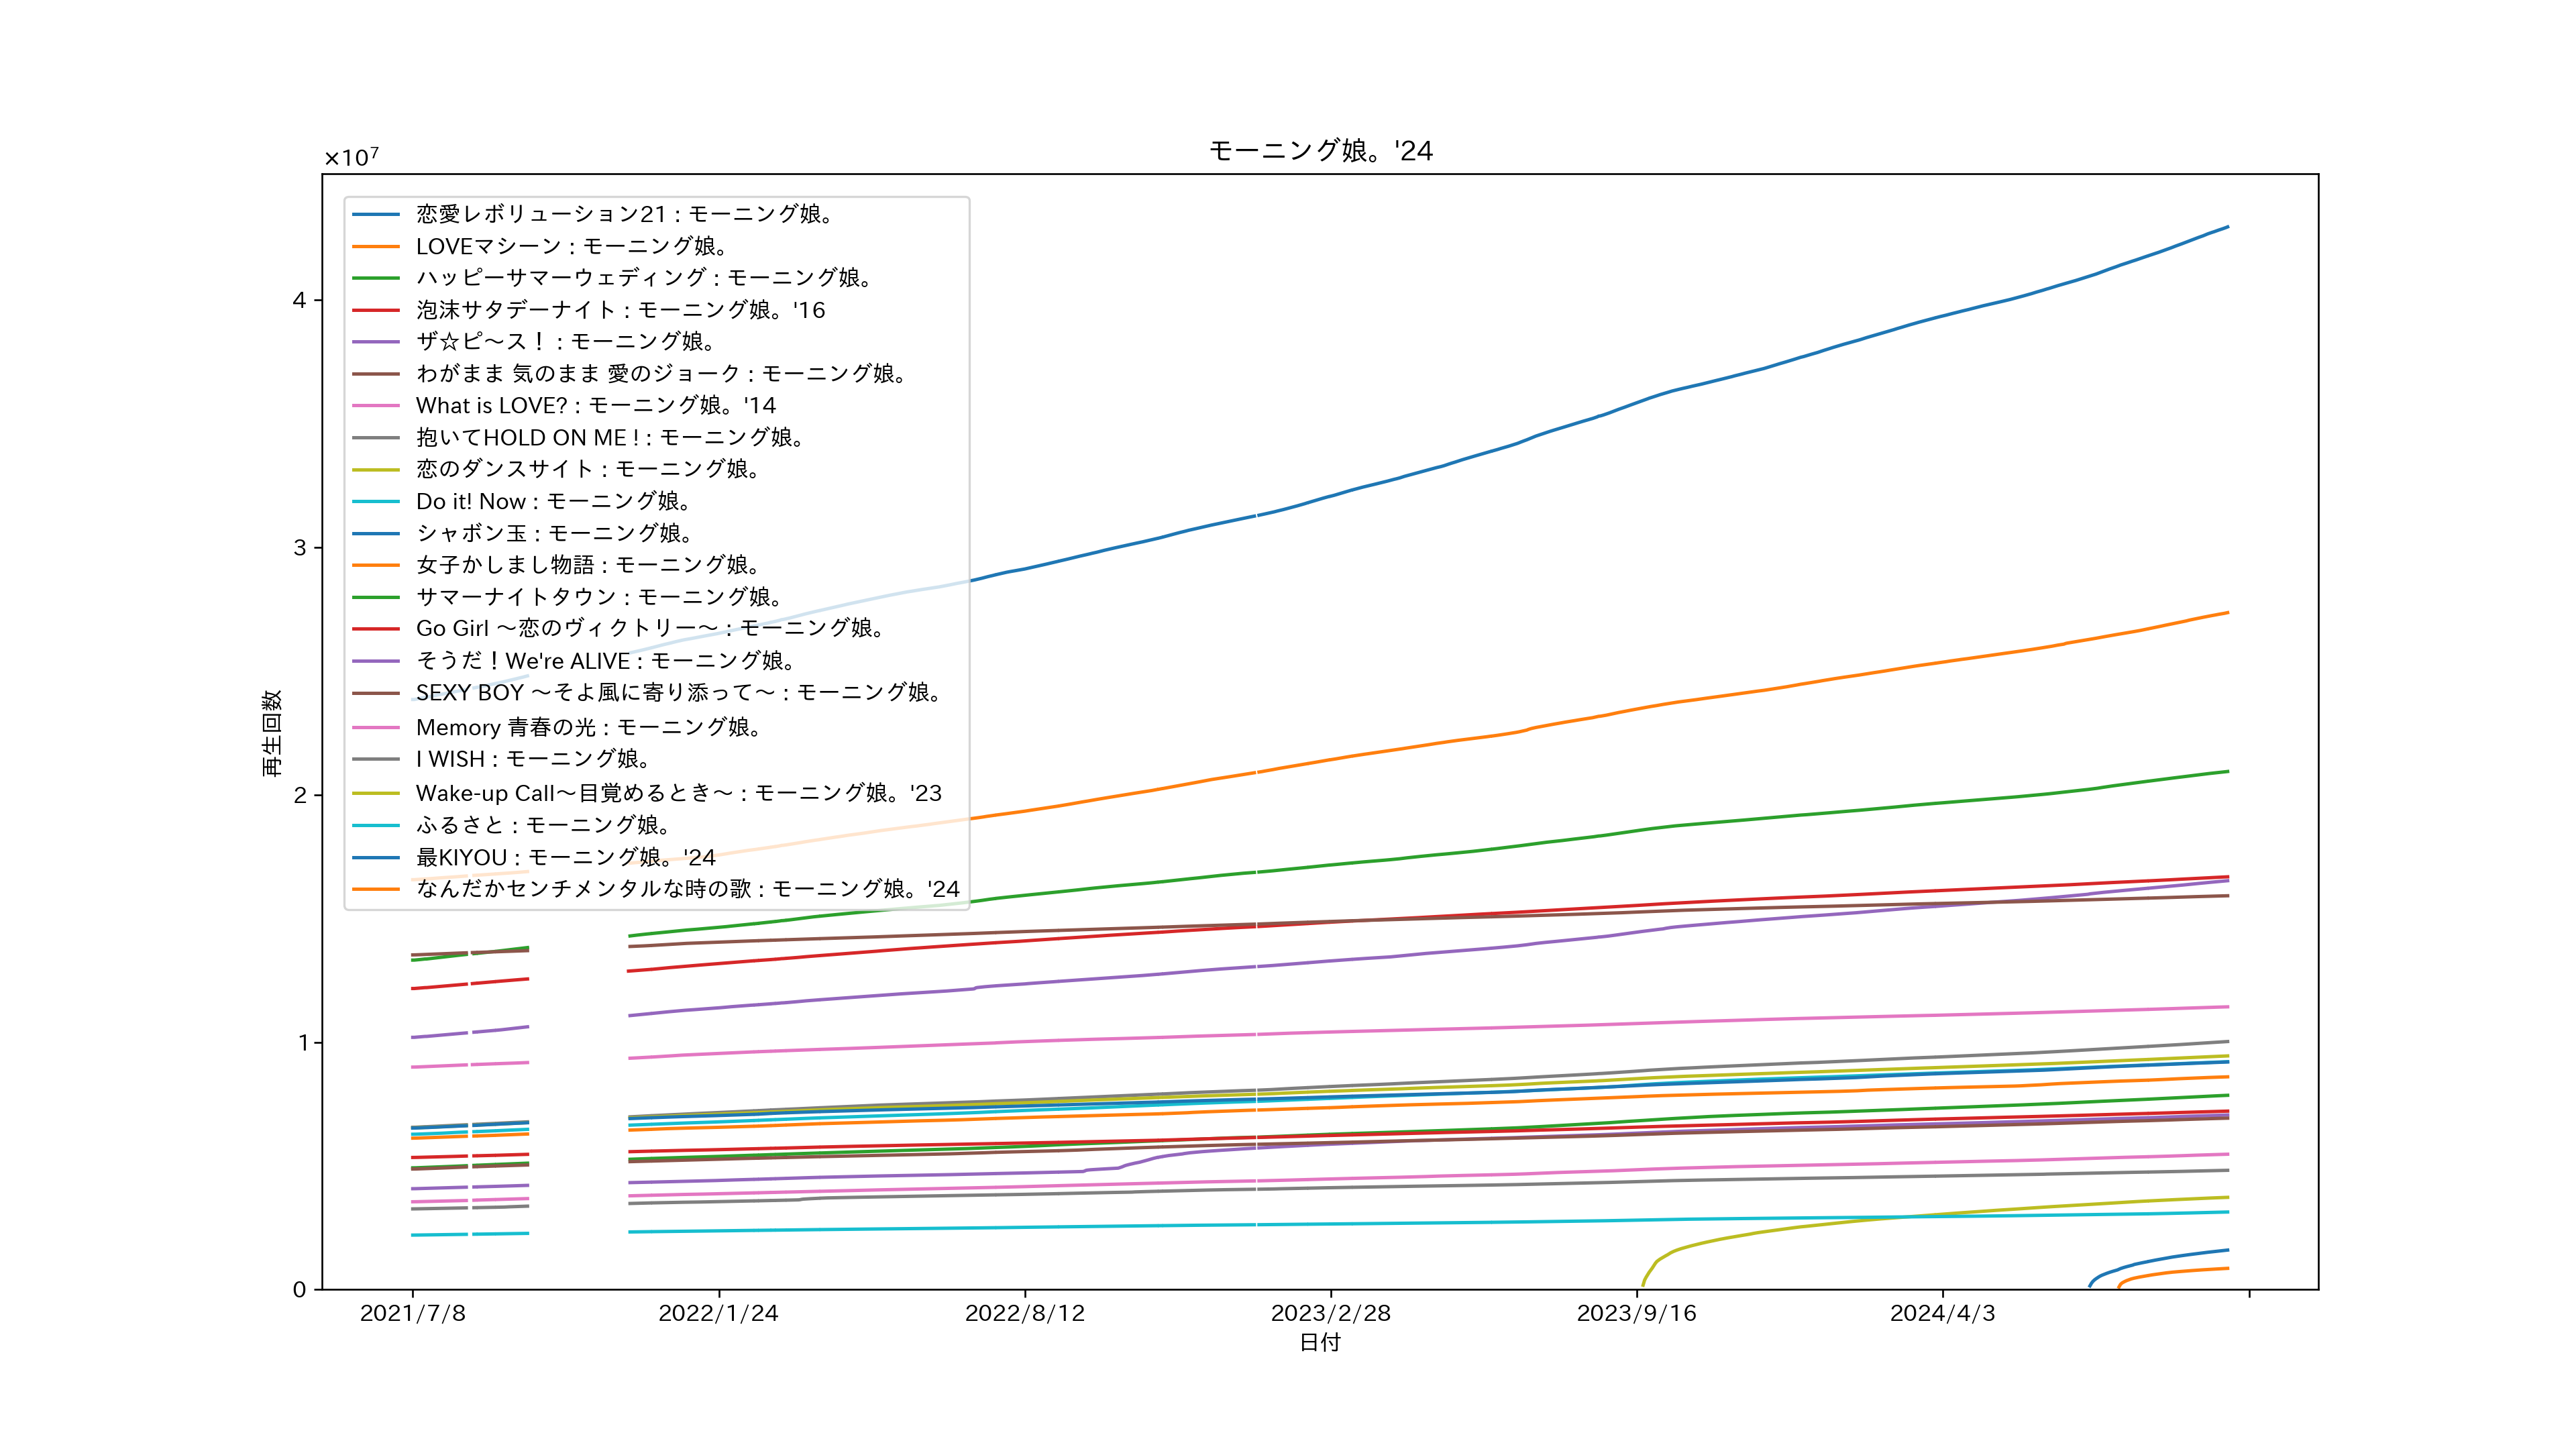 モーニング娘。'24
×10⁷
恋愛レボリューション21 : モーニング娘。
LOVEマシーン : モーニング娘。
ハッピーサマーウェディング : モーニング娘。
泡沫サタデーナイト : モーニング娘。'16
ザ☆ピ～ス！ : モーニング娘。
わがまま 気のまま 愛のジョーク : モーニング娘。
What is LOVE? : モーニング娘。'14
抱いてHOLD ON ME ! : モーニング娘。
恋のダンスサイト : モーニング娘。
Do it! Now : モーニング娘。
シャボン玉 : モーニング娘。
女子かしまし物語 : モーニング娘。
サマーナイトタウン : モーニング娘。
Go Girl ～恋のヴィクトリー～ : モーニング娘。
そうだ！We're ALIVE : モーニング娘。
SEXY BOY ～そよ風に寄り添って～ : モーニング娘。
Memory 青春の光 : モーニング娘。
I WISH : モーニング娘。
Wake-up Call～目覚めるとき～ : モーニング娘。'23
ふるさと : モーニング娘。
最KIYOU : モーニング娘。'24
なんだかセンチメンタルな時の歌 : モーニング娘。'24
4
3
2
1
0
再生回数
2021/7/8
2022/1/24
2022/8/12
2023/2/28
2023/9/16
2024/4/3
日付